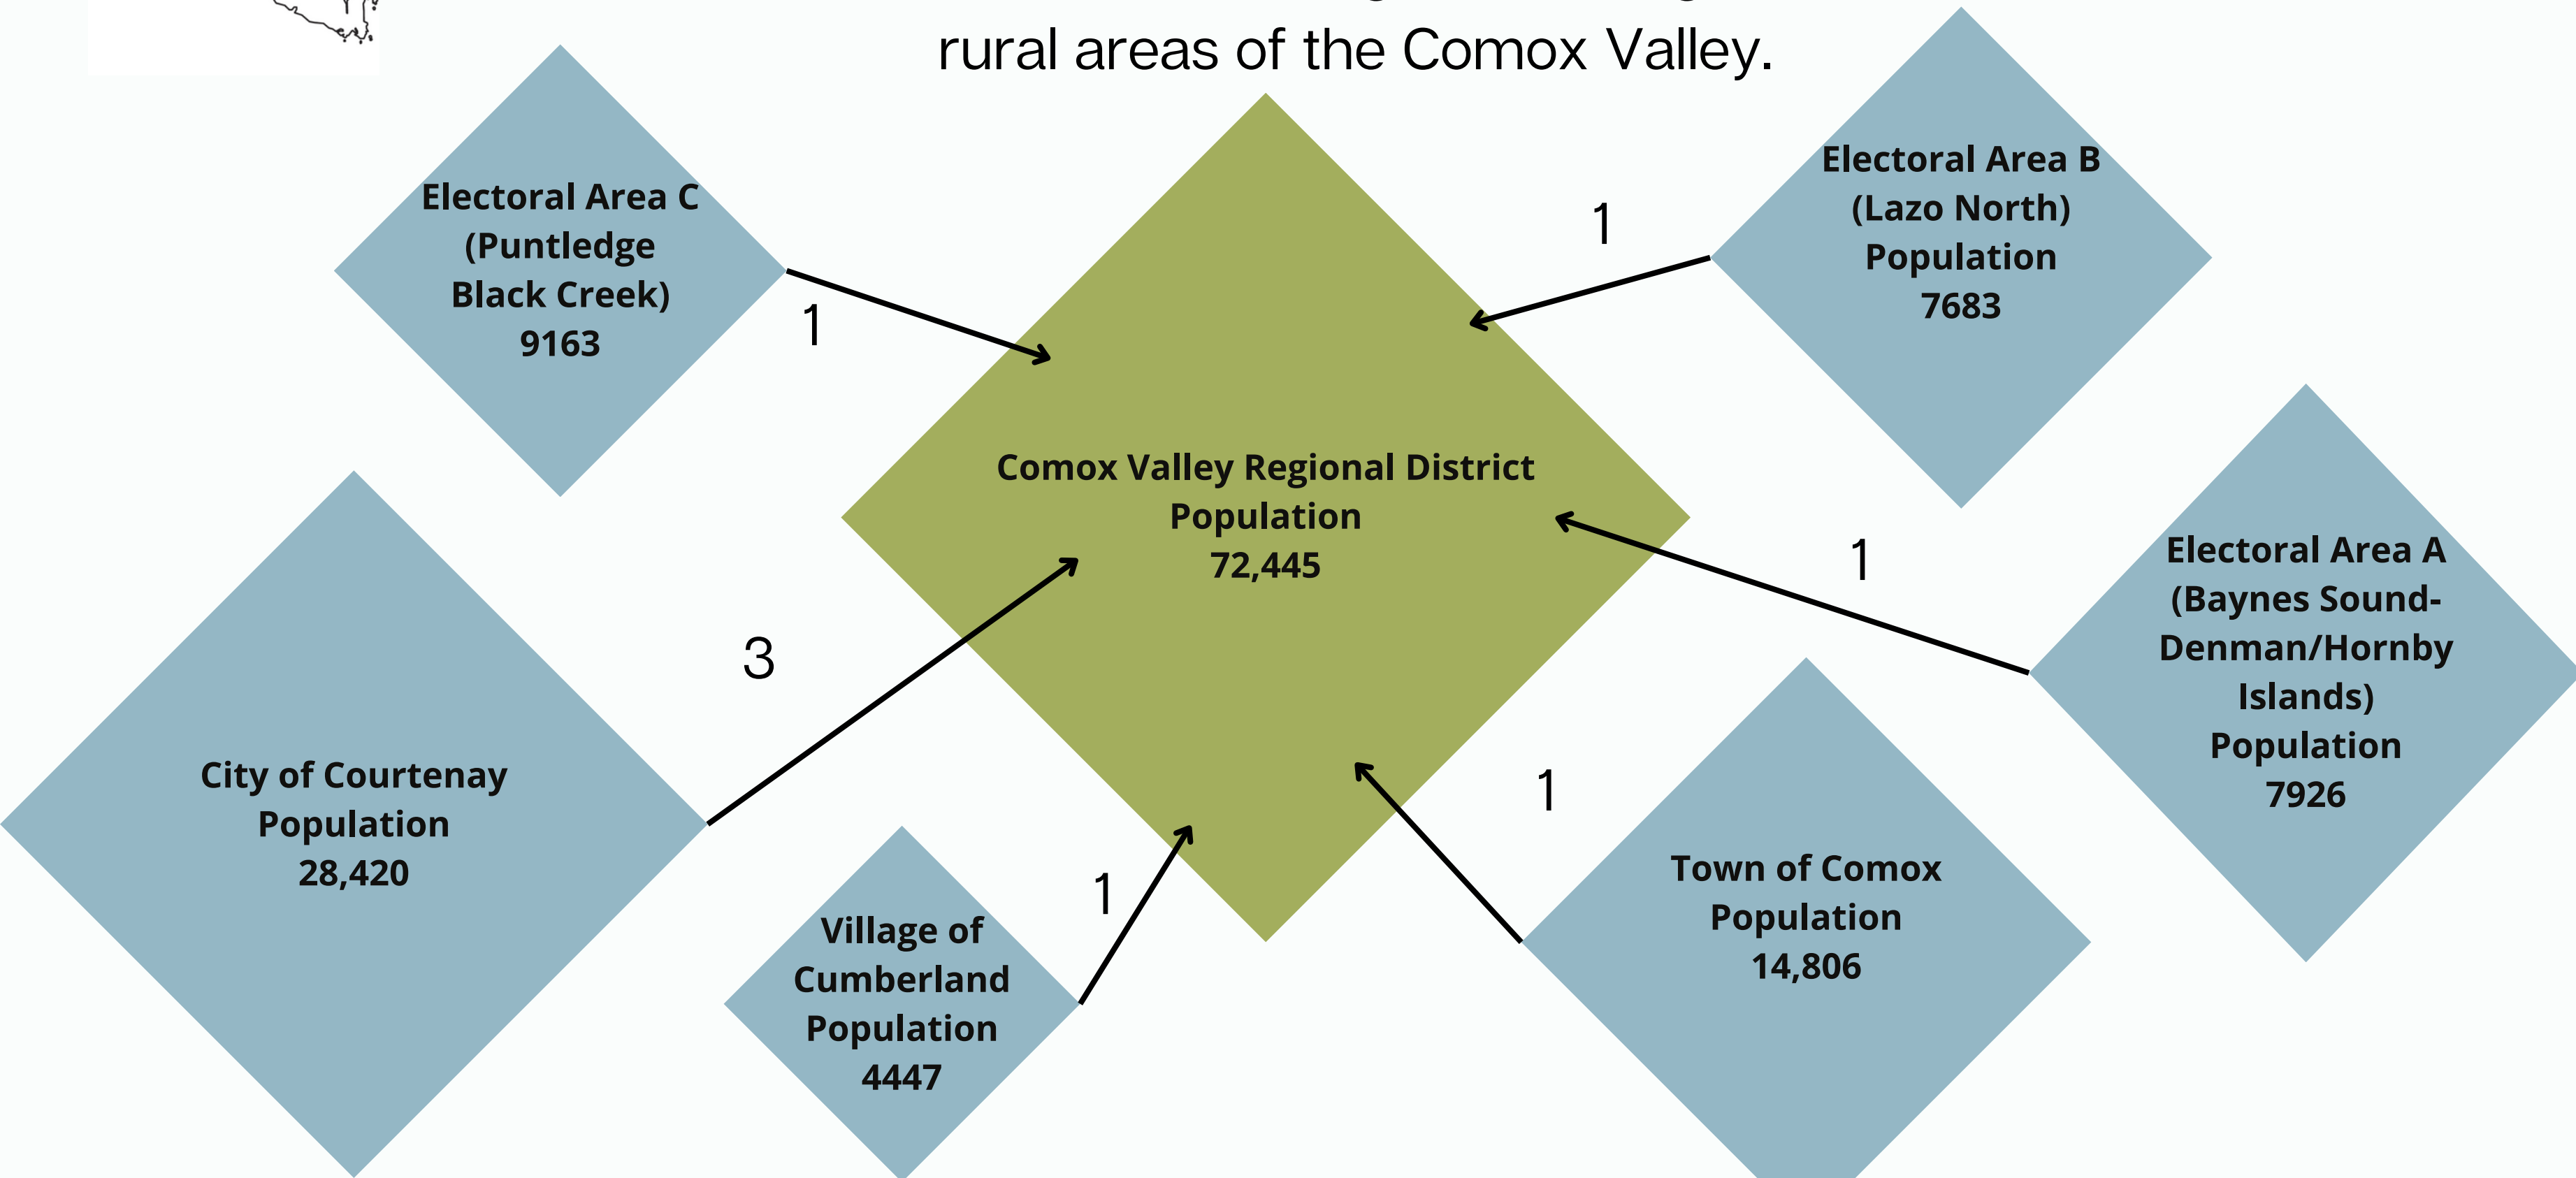 rural areas of the Comox Valley.
Electoral Area C
(Puntledge
Black Creek)
9163
1
1
Electoral Area B
(Lazo North)
Population
7683
Comox Valley Regional District
Population
72,445
1
Electoral Area A
(Baynes Sound-
Denman/Hornby
Islands)
Population
7926
3
City of Courtenay
Population
28,420
1
Village of
Cumberland
Population
4447
1
Town of Comox
Population
14,806